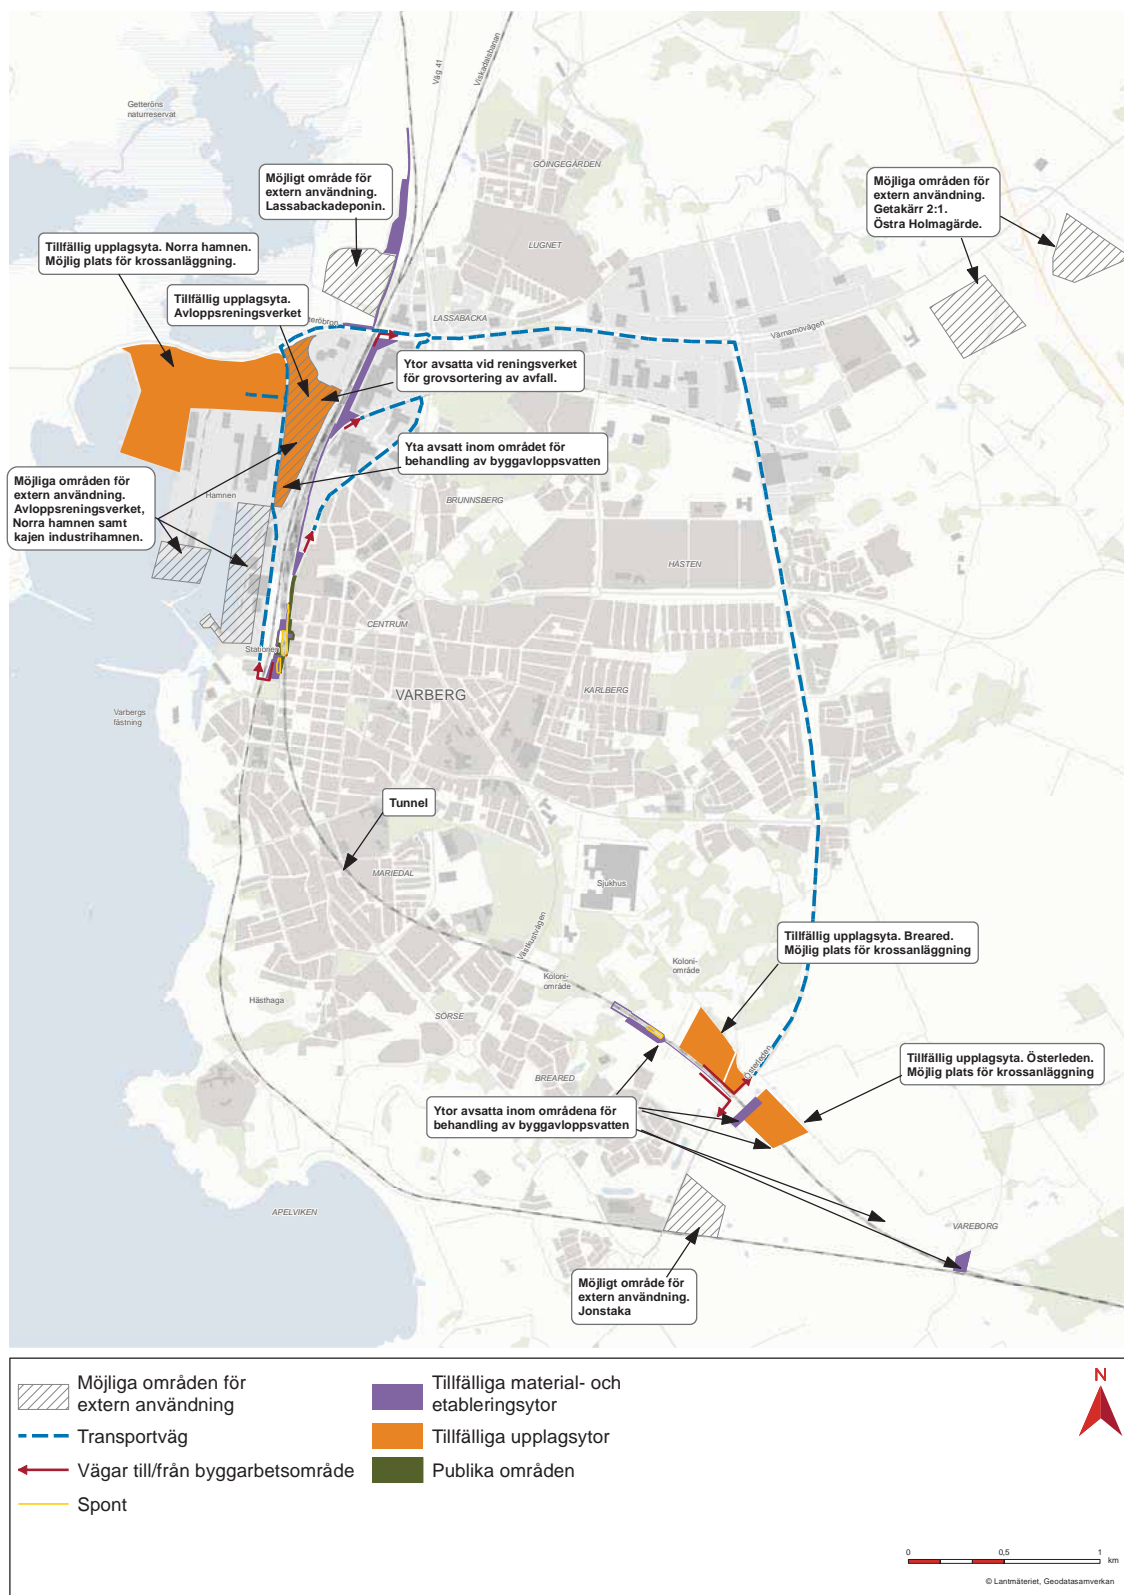 Väg 41
Viskadalsbanan
Getteröns
naturreservat
GÖINGEGÅRDEN
Möjligt område för
extern användning.
Lassabackadeponin.
Möjliga områden för
extern användning.
Getakärr 2:1.
Östra Holmagärde.
LUGNET
Tillfällig upplagsyta. Norra hamnen.
Möjlig plats för krossanläggning.
Tillfällig upplagsyta.
Avloppsreningsverket
LASSABACKA
Värnamovägen
Ytor avsatta vid reningsverket
för grovsortering av avfall.
Yta avsatt inom området för
behandling av byggavloppsvatten
Möjliga områden för
extern användning.
Avloppsreningsverket,
Norra hamnen samt
kajen industrihamnen.
Hamnen
BRUNNSBERG
HÅSTEN
CENTRUM
Stationen
KARLBERG
VARBERG
Varbergs
fästning
Tunnel
MARIEDAL
Sjukhus
Västkustvägen
Tillfällig upplagsyta. Breared.
Möjlig plats för krossanläggning
Koloni-
område
Koloni-
område
Hästhaga
SÖRSE
Österleden
Tillfällig upplagsyta. Österleden.
Möjlig plats för krossanläggning
BREARED
Ytor avsatta inom områdena för
behandling av byggavloppsvatten
APELVIKEN
VAREBORG
Möjligt område för
extern användning.
Jonstaka
Möjliga områden för
extern användning
Transportväg
Vägar till/från byggarbetsområde
Spont
Tillfälliga material- och
etableringsytor
Tillfälliga upplagsytor
Publika områden
N
0 0,5 1
km
© Lantmäteriet, Geodatasamverkan